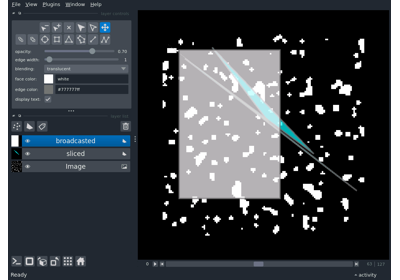 File View Plugins Window Help
opacity: 0.70
edge width: 1
blending: translucent
face color: white
edge color: #777777ff
display text: ✓
broadcasted
sliced
Image
Ready
activity